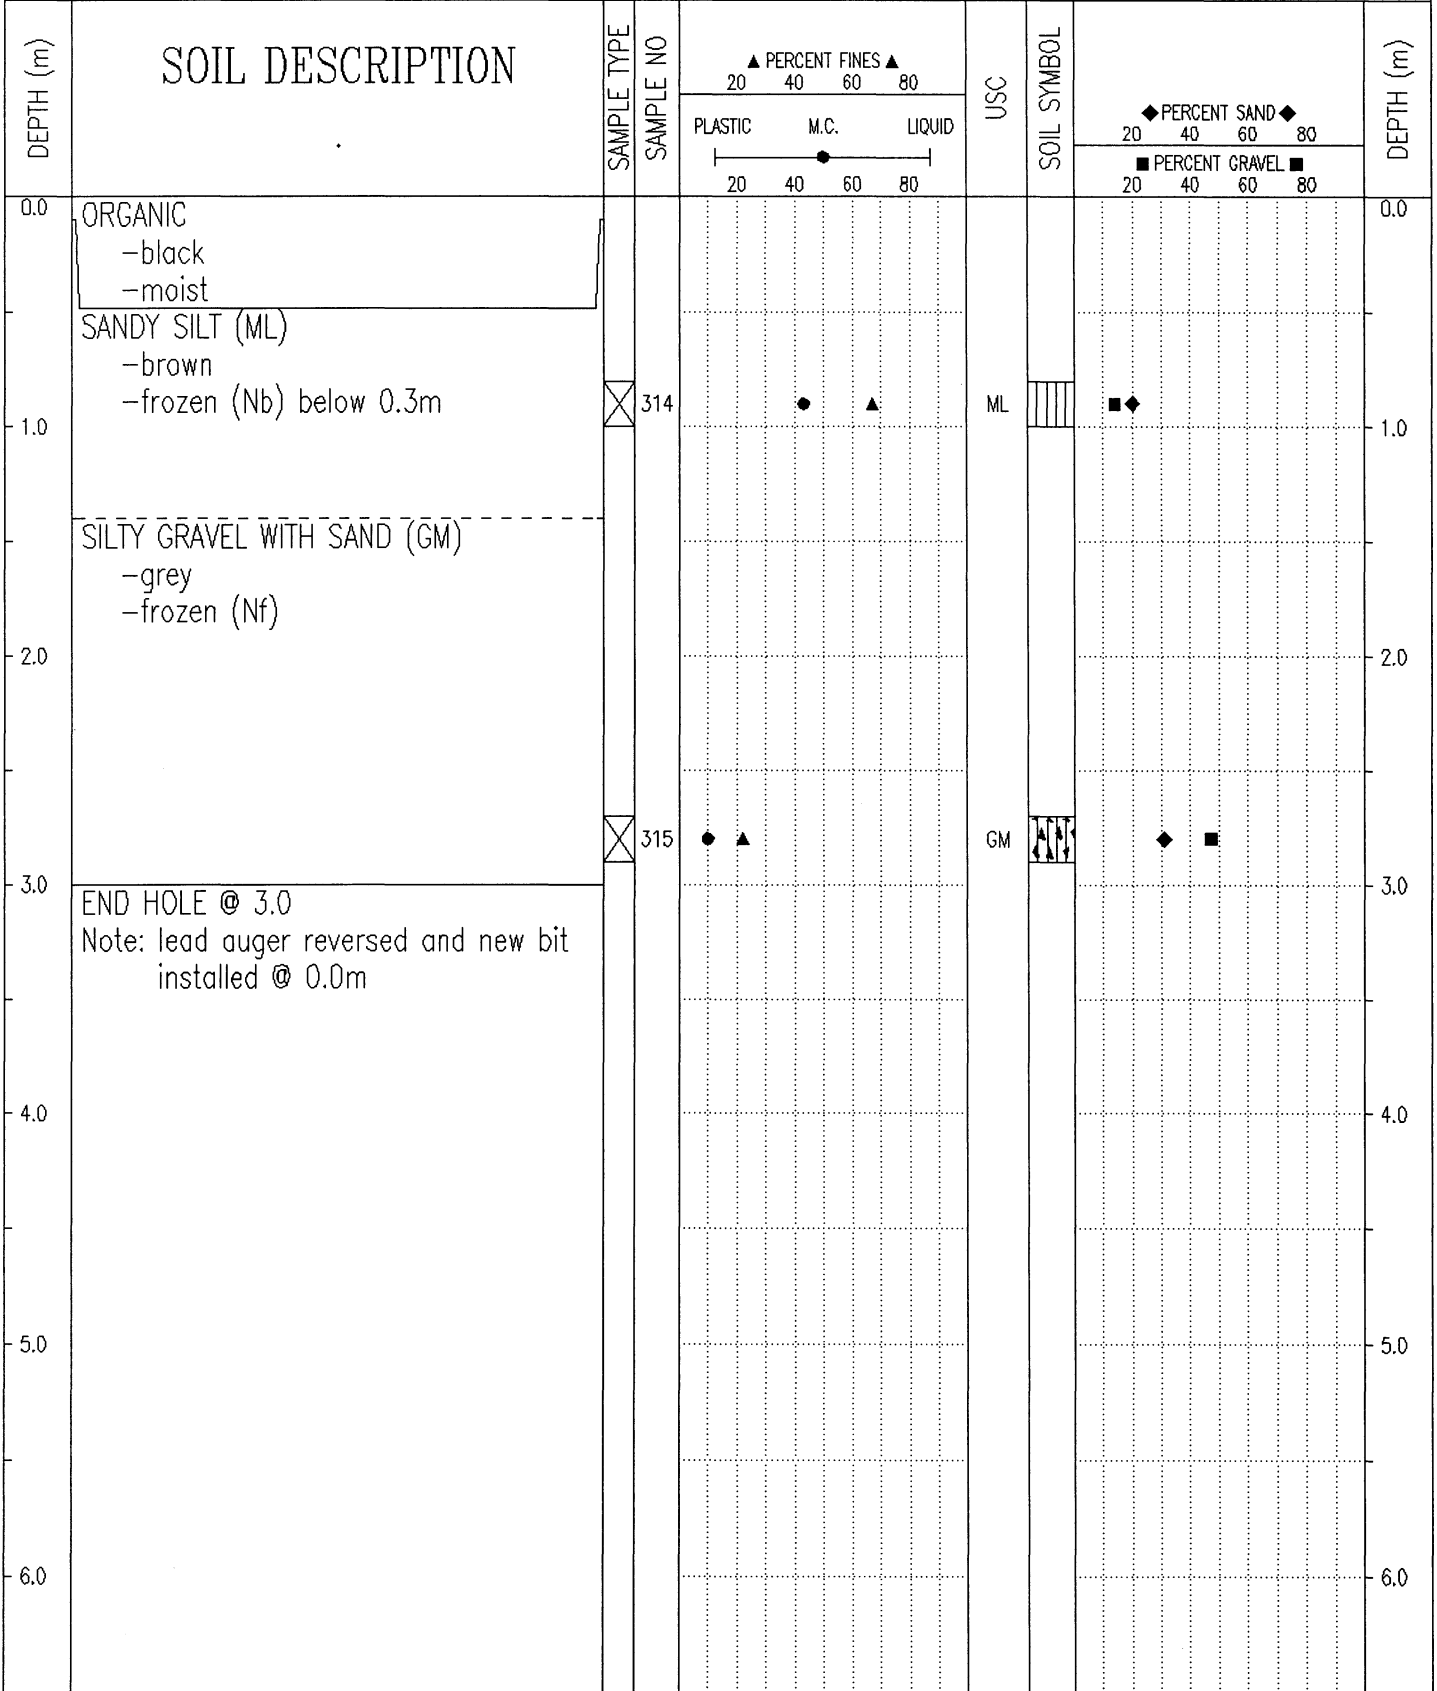 DEPTH (m)
SOIL DESCRIPTION
SAMPLE TYPE
SAMPLE NO
▲ PERCENT FINES ▲
20 40 60 80
PLASTIC M.C. LIQUID
20 40 60 80
USC
SOIL SYMBOL
◆ PERCENT SAND ◆
20 40 60 80
■ PERCENT GRAVEL ■
20 40 60 80
DEPTH (m)
0.0 ORGANIC 0.0
-black
-moist
SANDY SILT (ML)
-brown
-frozen (Nb) below 0.3m 314 ML
1.0 1.0
SILTY GRAVEL WITH SAND (GM)
-grey
-frozen (Nf)
2.0 2.0
315 GM
3.0 3.0
END HOLE @ 3.0
Note: lead auger reversed and new bit
installed @ 0.0m
4.0 4.0
5.0 5.0
6.0 6.0